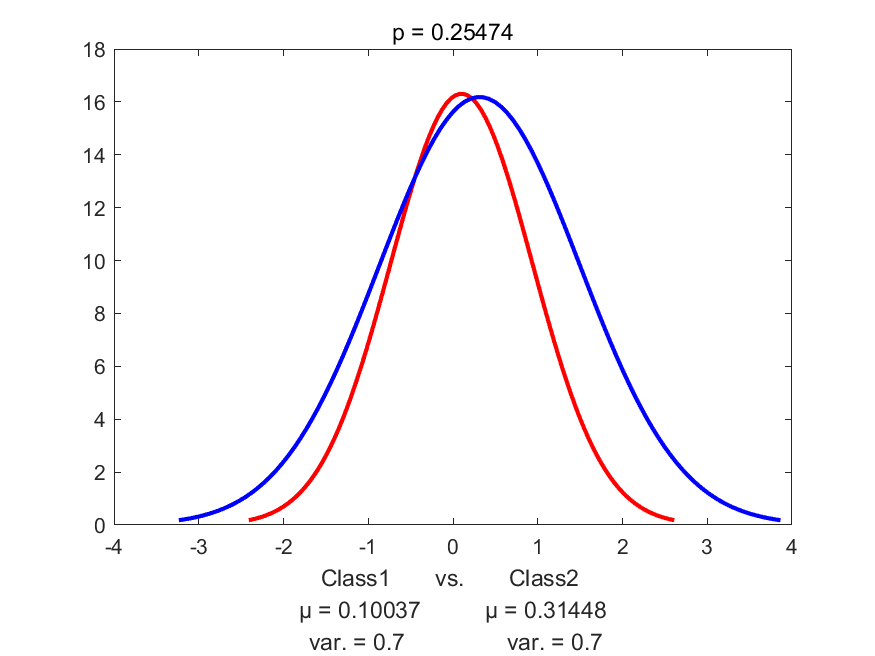 p = 0.25474
18
16
14
12
10
8
6
4
2
0
-4 -3 -2 -1 0 1 2 3 4
Class1 vs. Class2
μ = 0.10037 μ = 0.31448
var. = 0.7 var. = 0.7